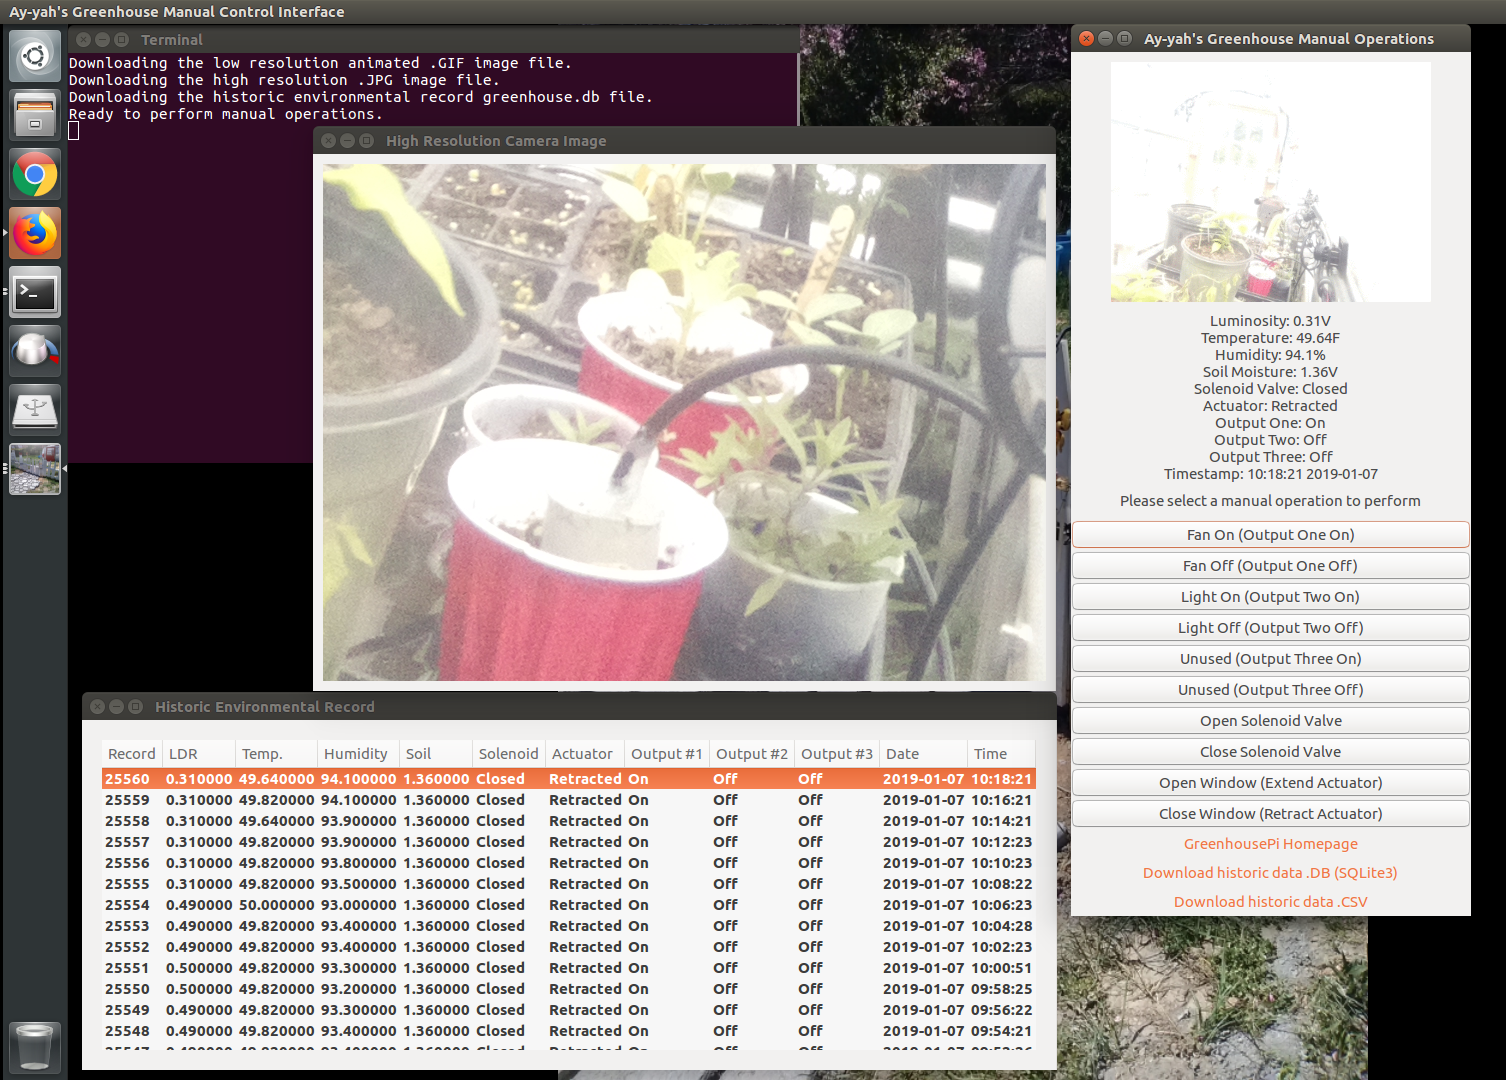 Ay-yah's Greenhouse Manual Control Interface
Terminal
Downloading the low resolution animated .GIF image file.
Downloading the high resolution .JPG image file.
Downloading the historic environmental record greenhouse.db file.
Ready to perform manual operations.
High Resolution Camera Image
Ay-yah's Greenhouse Manual Operations
Luminosity: 0.31V
Temperature: 49.64F
Humidity: 94.1%
Soil Moisture: 1.36V
Solenoid Valve: Closed
Actuator: Retracted
Output One: On
Output Two: Off
Output Three: Off
Timestamp: 10:18:21 2019-01-07
Please select a manual operation to perform
Fan On (Output One On)
Fan Off (Output One Off)
Light On (Output Two On)
Light Off (Output Two Off)
Unused (Output Three On)
Unused (Output Three Off)
Open Solenoid Valve
Close Solenoid Valve
Open Window (Extend Actuator)
Close Window (Retract Actuator)
GreenhousePi Homepage
Download historic data .DB (SQLite3)
Download historic data .CSV
Historic Environmental Record
Record LDR Temp. Humidity Soil Solenoid Actuator Output #1 Output #2 Output #3 Date Time
25560 0.310000 49.640000 94.100000 1.360000 Closed Retracted On Off Off 2019-01-07 10:18:21
25559 0.310000 49.820000 94.100000 1.360000 Closed Retracted On Off Off 2019-01-07 10:16:21
25558 0.310000 49.640000 93.900000 1.360000 Closed Retracted On Off Off 2019-01-07 10:14:21
25557 0.310000 49.820000 93.900000 1.360000 Closed Retracted On Off Off 2019-01-07 10:12:23
25556 0.310000 49.820000 93.800000 1.360000 Closed Retracted On Off Off 2019-01-07 10:10:23
25555 0.310000 49.820000 93.500000 1.360000 Closed Retracted On Off Off 2019-01-07 10:08:22
25554 0.490000 50.000000 93.000000 1.360000 Closed Retracted On Off Off 2019-01-07 10:06:23
25553 0.490000 49.820000 93.400000 1.360000 Closed Retracted On Off Off 2019-01-07 10:04:28
25552 0.490000 49.820000 93.400000 1.360000 Closed Retracted On Off Off 2019-01-07 10:02:23
25551 0.500000 49.820000 93.300000 1.360000 Closed Retracted On Off Off 2019-01-07 10:00:51
25550 0.500000 49.820000 93.200000 1.360000 Closed Retracted On Off Off 2019-01-07 09:58:25
25549 0.490000 49.820000 93.300000 1.360000 Closed Retracted On Off Off 2019-01-07 09:56:22
25548 0.490000 49.820000 93.400000 1.360000 Closed Retracted On Off Off 2019-01-07 09:54:21